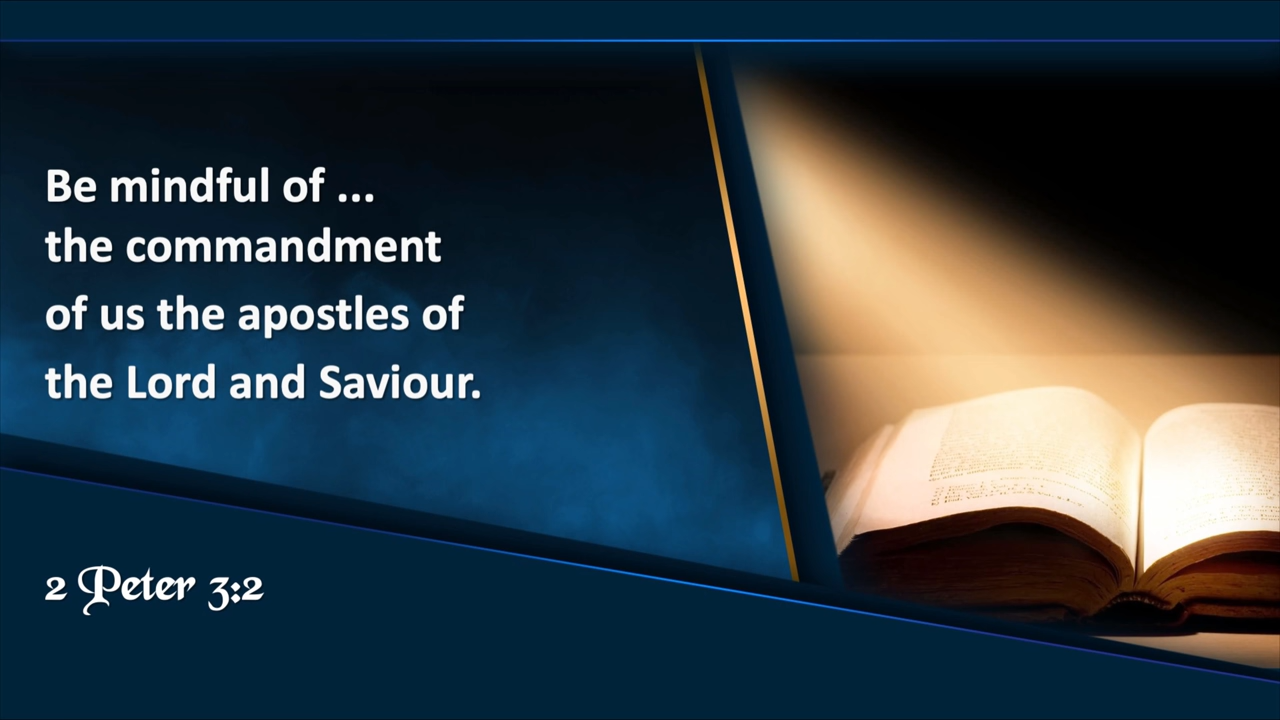 Be mindful of ...
the commandment
of us the apostles of
the Lord and Saviour.
2 Peter 3:2